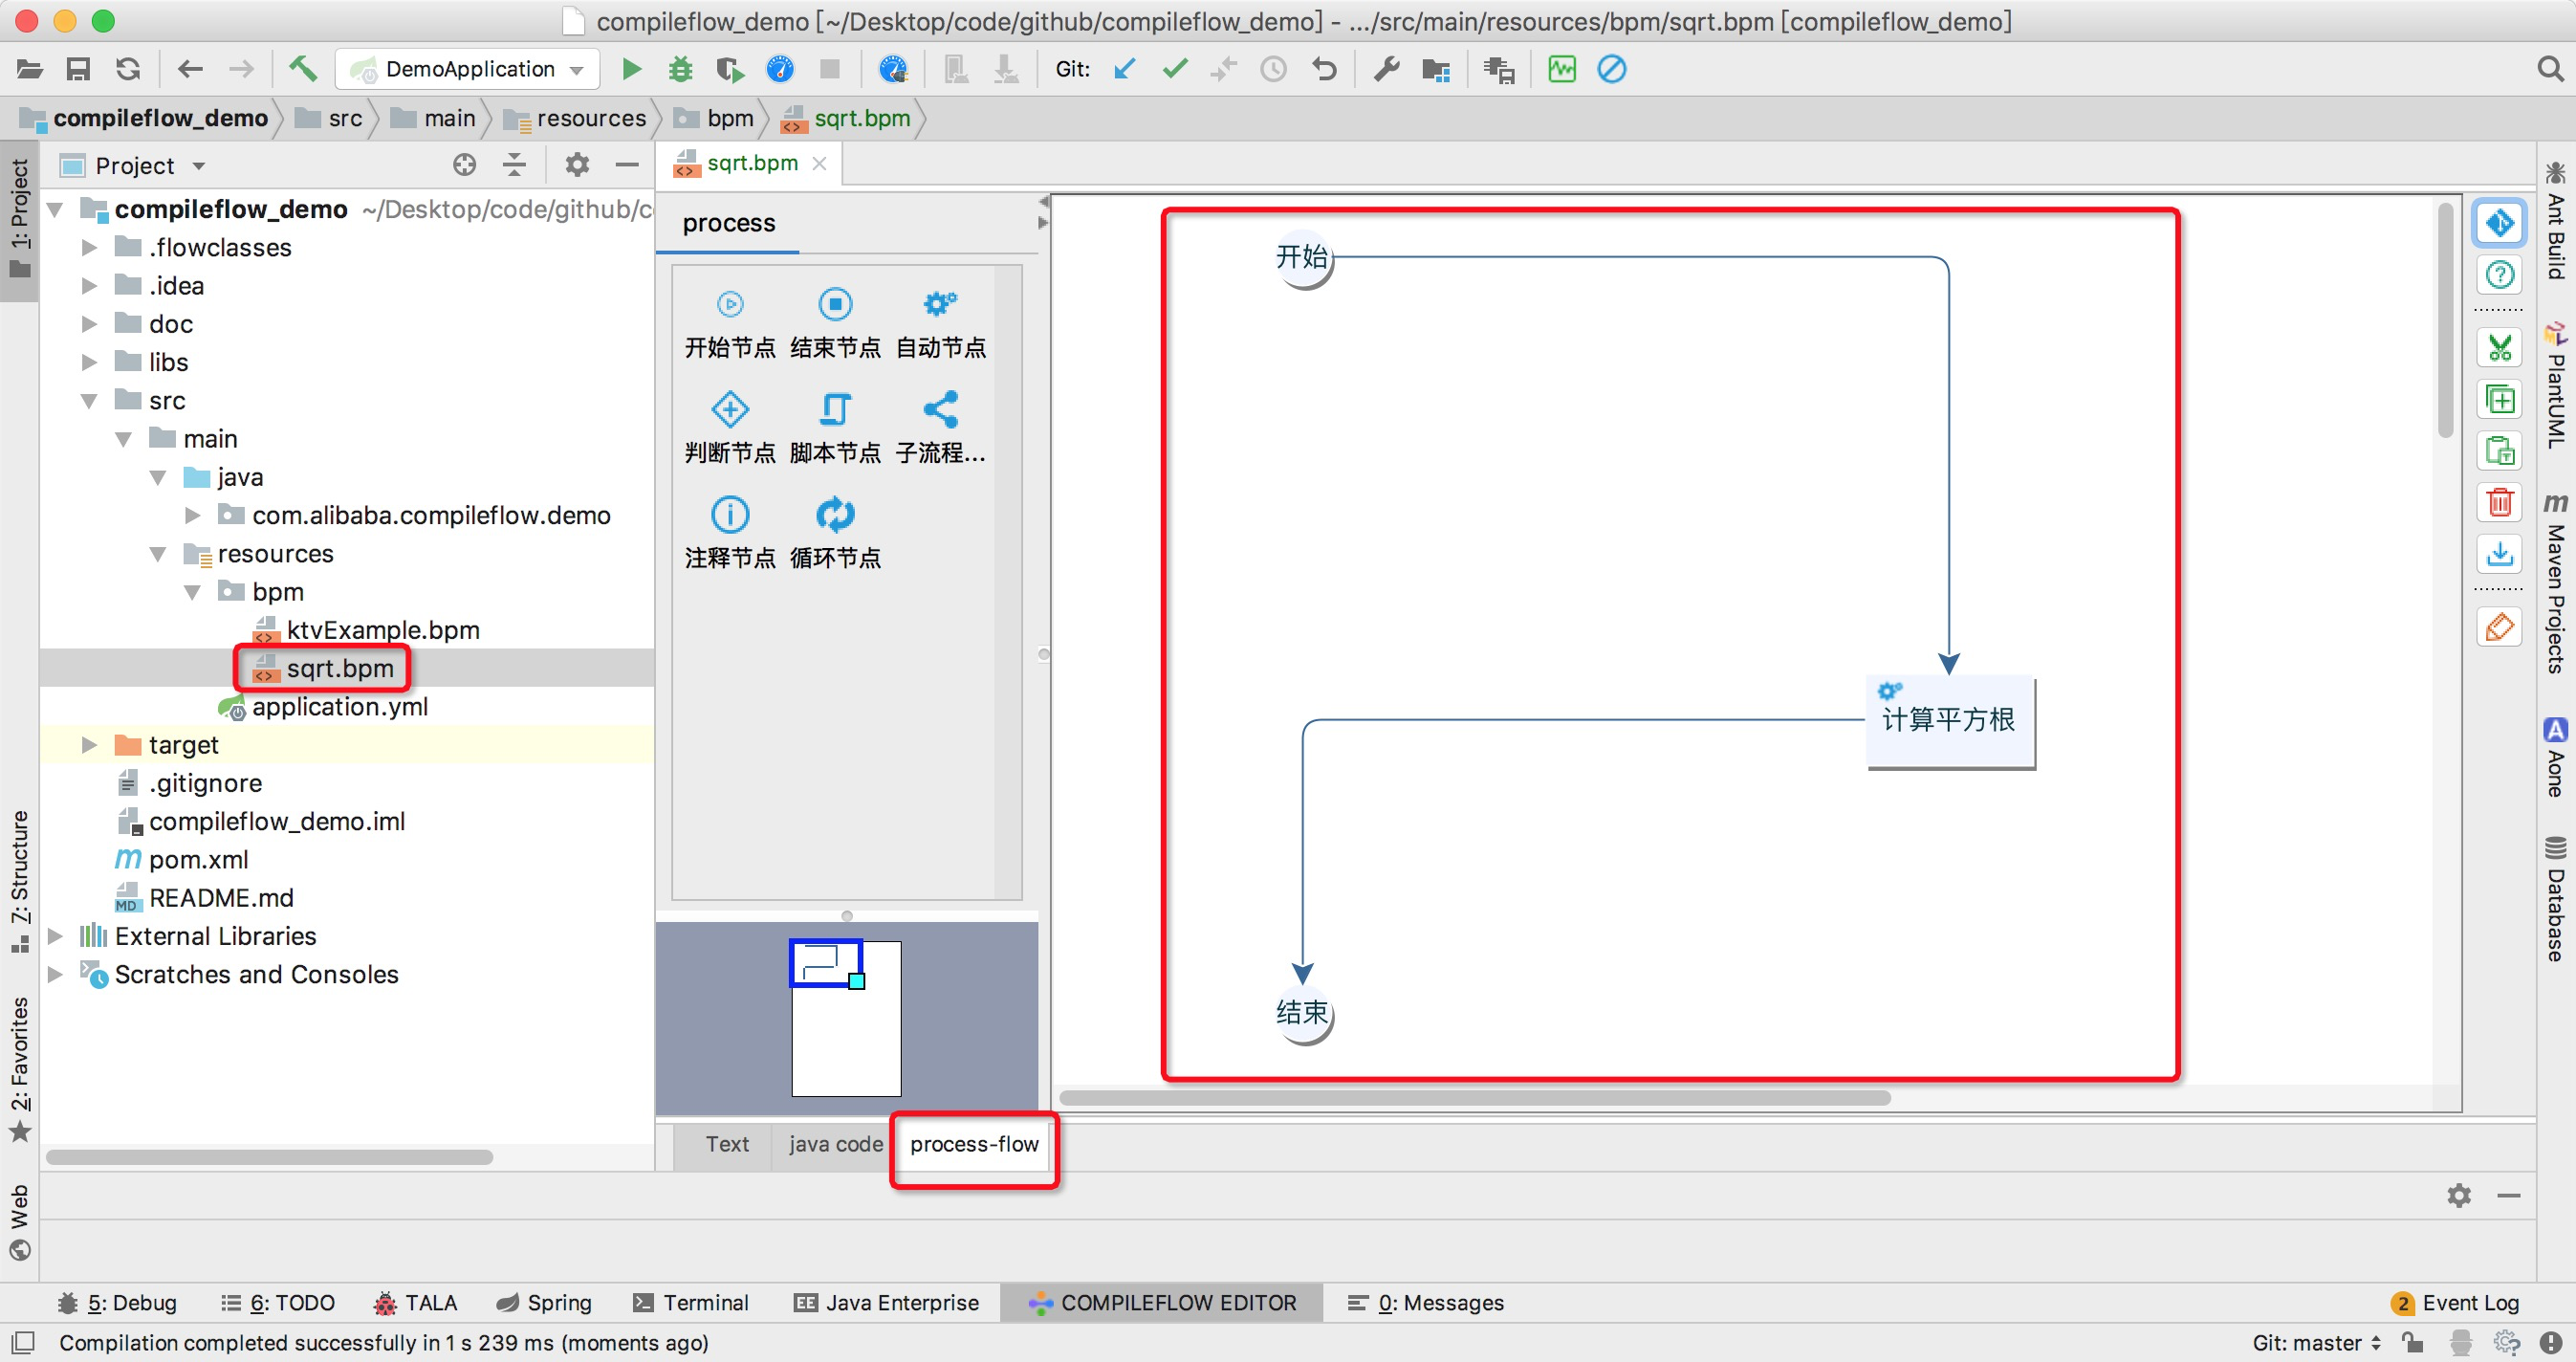 compileflow_demo [~/Desktop/code/github/compileflow_demo] - .../src/main/resources/bpm/sqrt.bpm [compileflow_demo]
DemoApplication
Git:
compileflow_demo
src
main
resources
bpm
sqrt.bpm
1: Project
Project
sqrt.bpm
compileflow_demo ~/Desktop/code/github/c
.flowclasses
.idea
doc
libs
src
main
java
com.alibaba.compileflow.demo
resources
bpm
ktvExample.bpm
sqrt.bpm
application.yml
target
.gitignore
compileflow_demo.iml
pom.xml
MD README.md
External Libraries
Scratches and Consoles
7: Structure
2: Favorites
Web
process
开始节点 结束节点 自动节点
判断节点 脚本节点 子流程...
注释节点 循环节点
开始
计算平方根
结束
Text
java code
process-flow
Ant Build
PlantUML
m Maven Projects
A Aone
Database
5: Debug
6: TODO
TALA
Spring
Terminal
EE Java Enterprise
COMPILEFLOW EDITOR
0: Messages
2 Event Log
Compilation completed successfully in 1 s 239 ms (moments ago)
Git: master